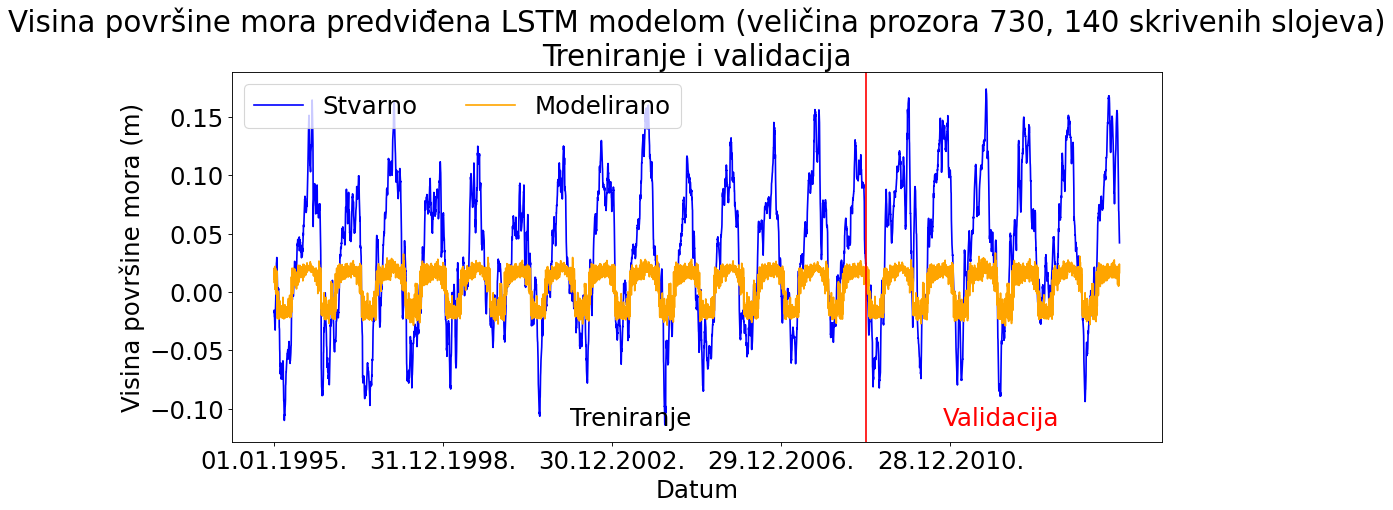 Visina površine mora predviđena LSTM modelom (veličina prozora 730, 140 skrivenih slojeva)
Treniranje i validacija
Stvarno
Modelirano
Visina površine mora (m)
0.15
0.10
0.05
0.00
−0.05
−0.10
Treniranje
Validacija
01.01.1995.
31.12.1998.
30.12.2002.
29.12.2006.
28.12.2010.
Datum